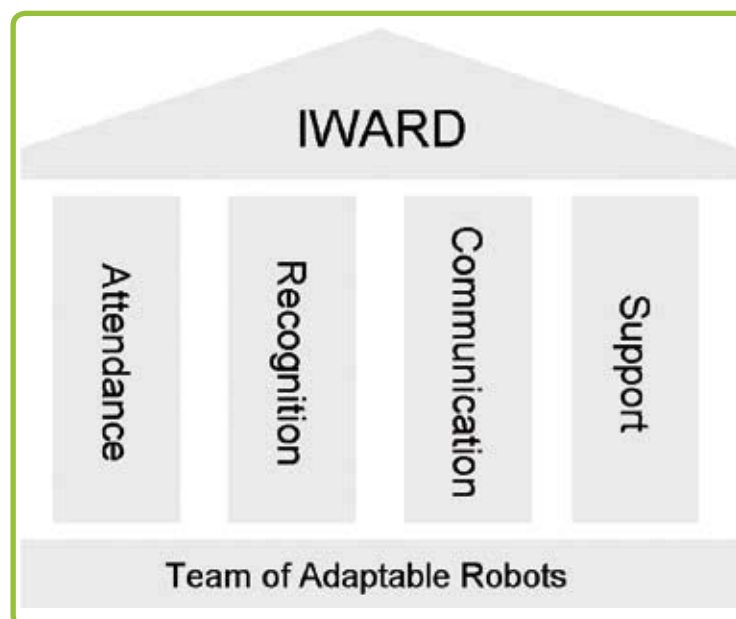 IWARD
Attendance
Recognition
Communication
Support
Team of Adaptable Robots